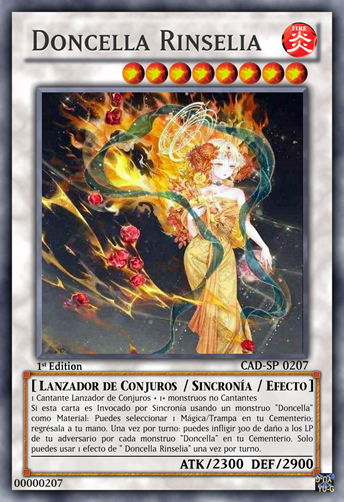 Doncella Rinselia
FIRE
炎
1st Edition
CAD-SP 0207
[ Lanzador de Conjuros / Sincronía / Efecto ]
1 Cantante Lanzador de Conjuros + 1+ monstruos no Cantantes
Si esta carta es Invocado por Sincronía usando un monstruo "Doncella"
como Material: Puedes seleccionar 1 Mágica/Trampa en tu Cementerio;
regrésala a tu mano. Una vez por turno: puedes infligir 300 de daño a los LP
de tu adversario por cada monstruo "Doncella" en tu Cementerio. Solo
puedes usar 1 efecto de " Doncella Rinselia" una vez por turno.
ATK/2300 DEF/2900
00000207